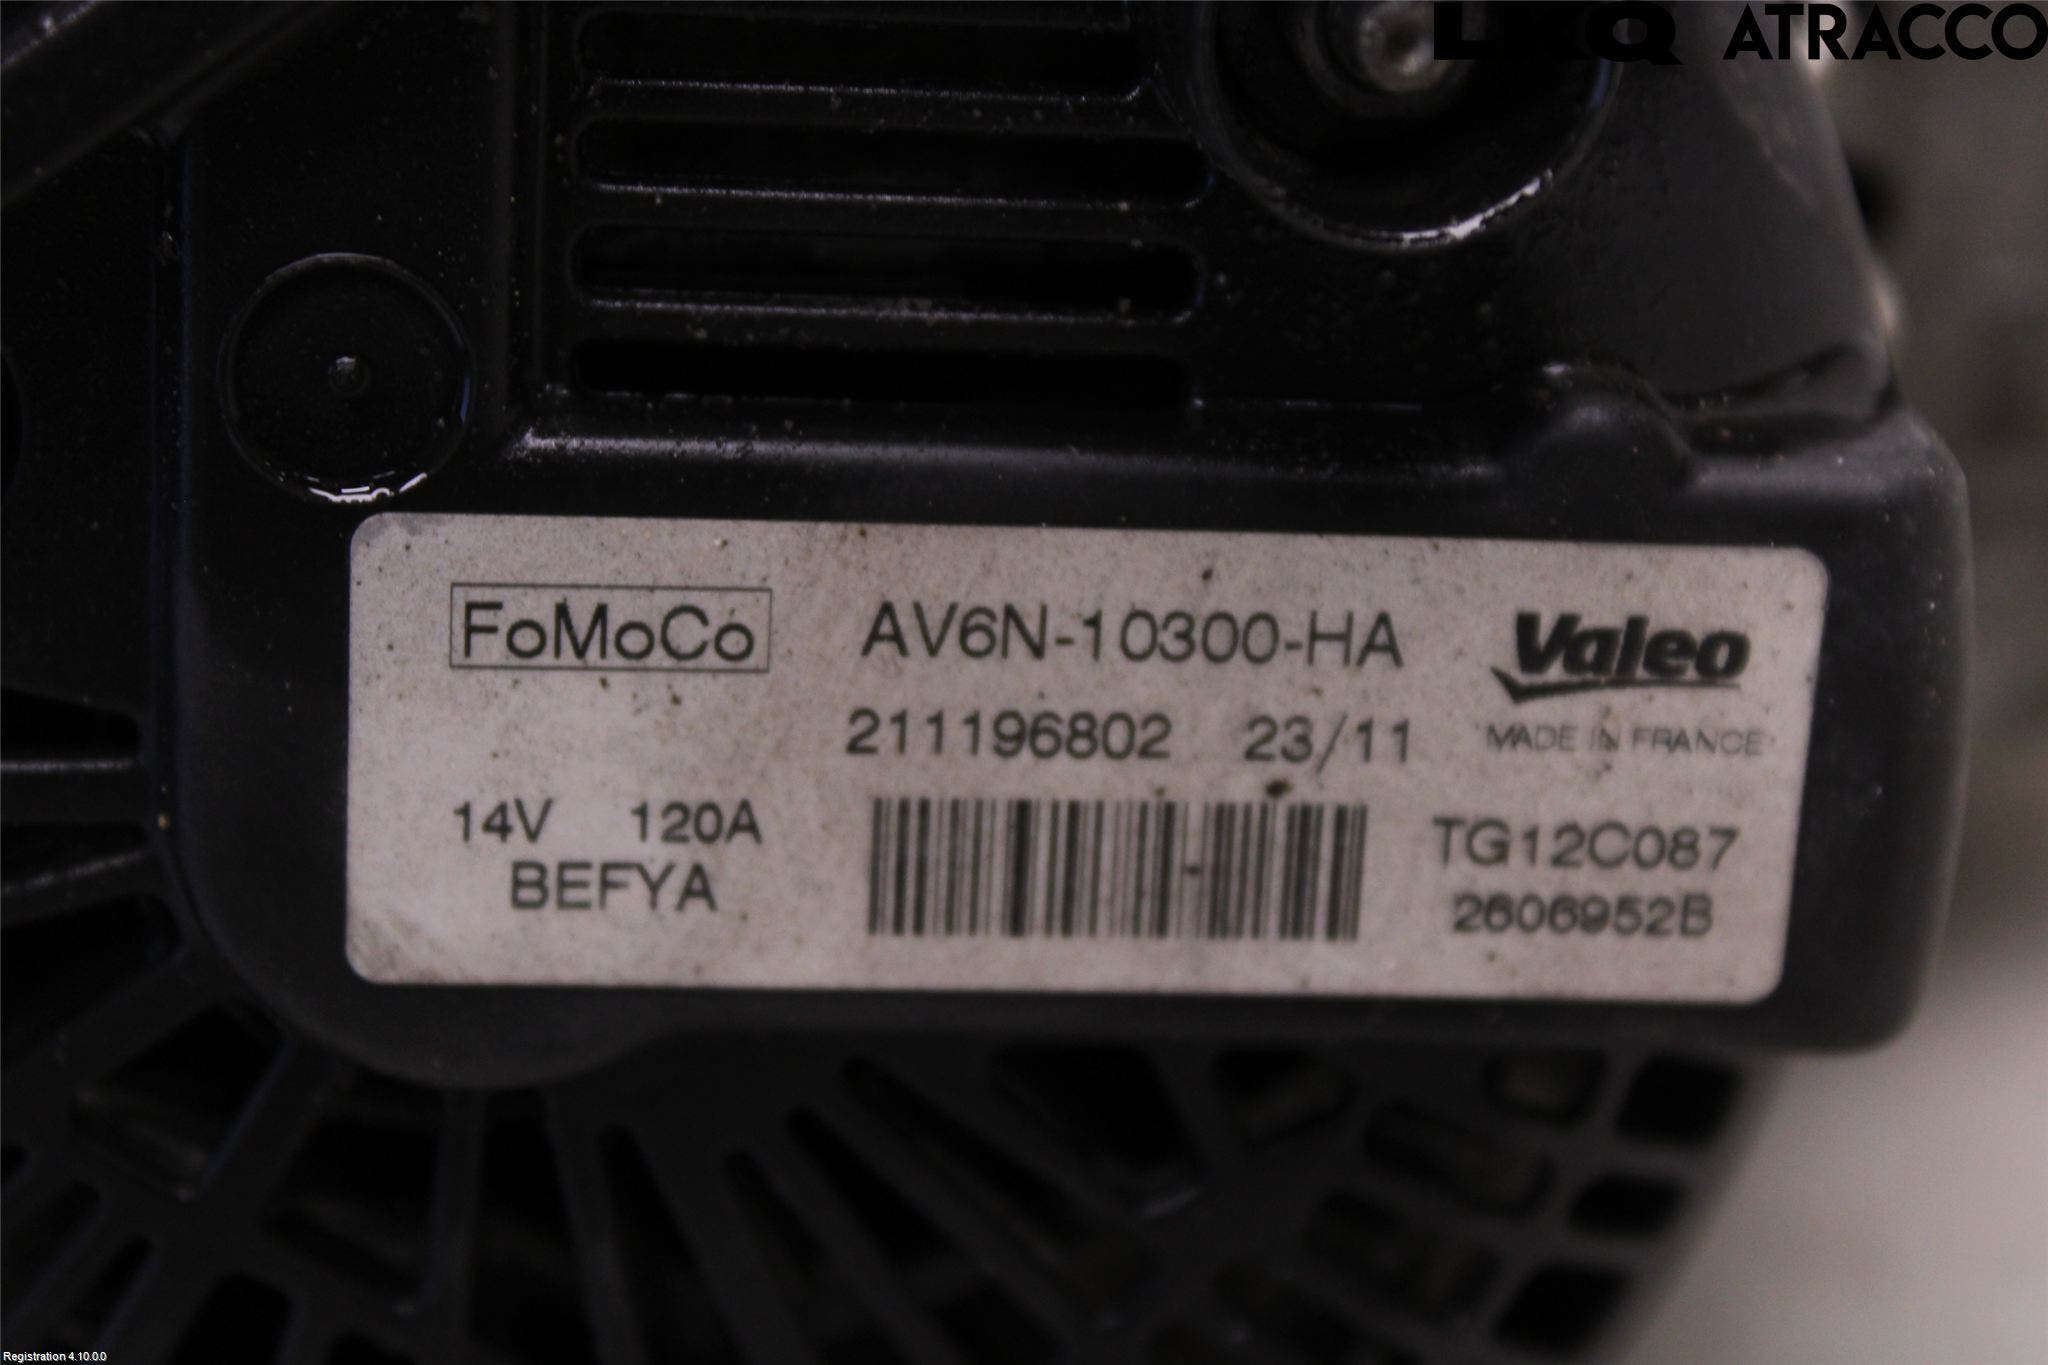 LKQ ATRACCO
FoMoCo AV6N-10300-HA Valeo
211196802 23/11 MADE IN FRANCE
14V 120A TG12C087
BEFYA 2606952B
Registration 4.10.0.0